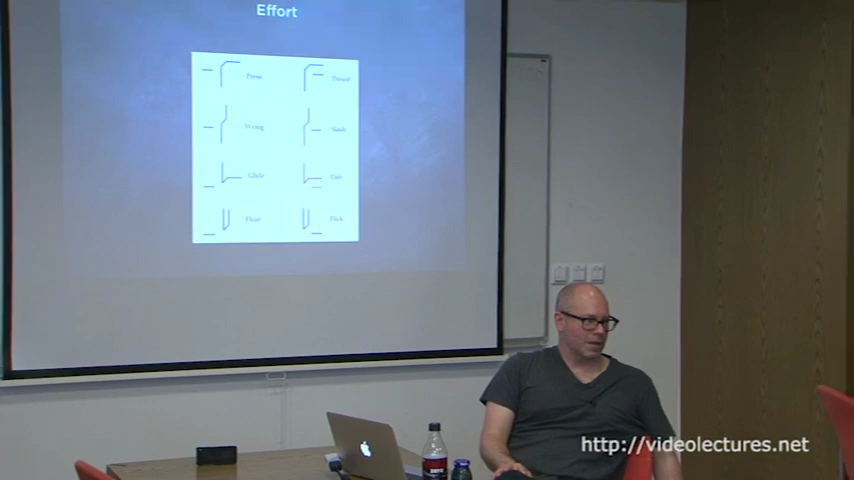 Effort
Press
Thrust
Wring
Slash
Glide
Dab
Float
Flick
http://videolectures.net